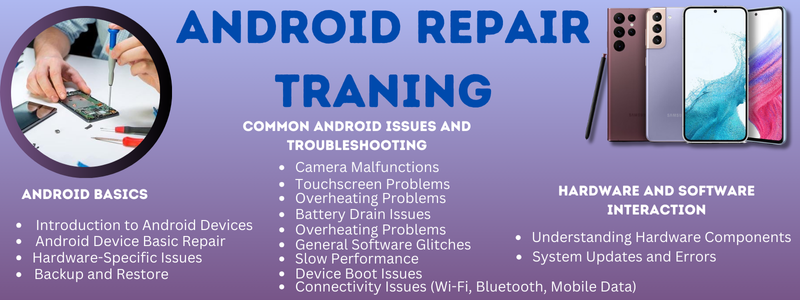 ANDROID REPAIR
TRANING
COMMON ANDROID ISSUES AND
TROUBLESHOOTING
• Camera Malfunctions
• Touchscreen Problems
• Overheating Problems
• Battery Drain Issues
• Overheating Problems
• General Software Glitches
• Slow Performance
• Device Boot Issues
• Connectivity Issues (Wi-Fi, Bluetooth, Mobile Data)
ANDROID BASICS
• Introduction to Android Devices
• Android Device Basic Repair
• Hardware-Specific Issues
• Backup and Restore
HARDWARE AND SOFTWARE
INTERACTION
• Understanding Hardware Components
• System Updates and Errors